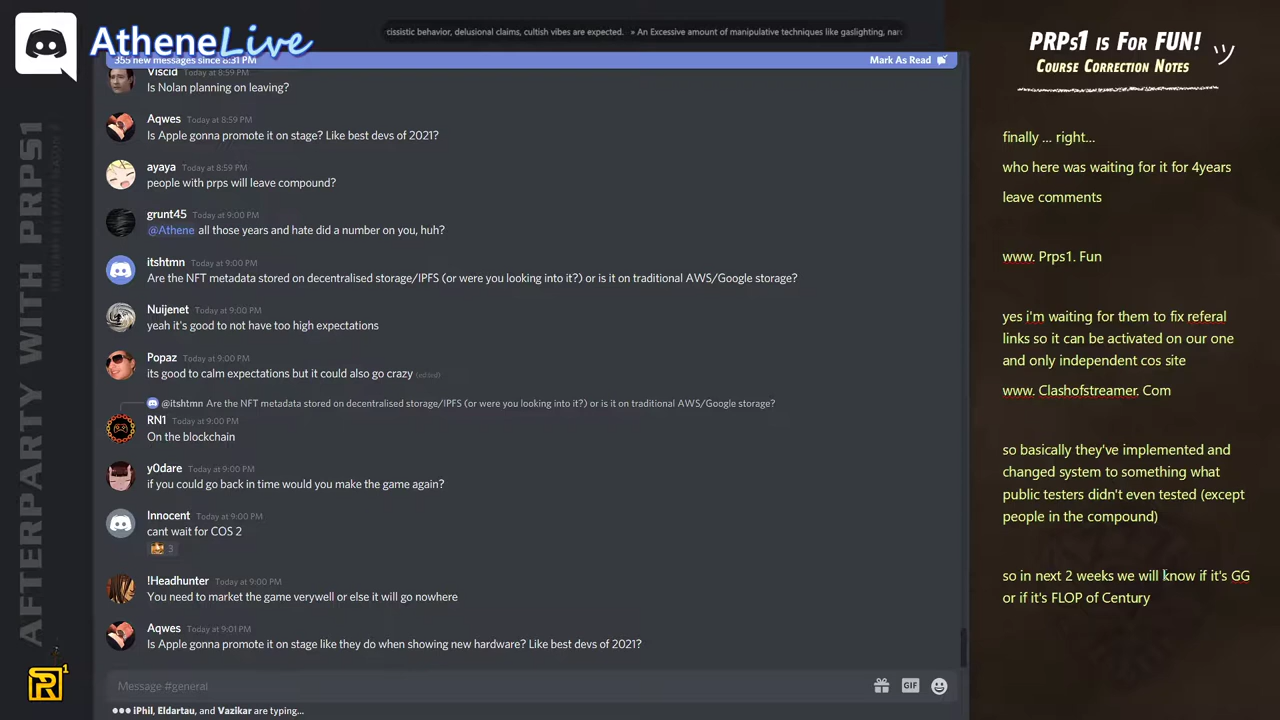 AtheneLive
cissistic behavior, delusional claims, cultish vibes are expected. » An Excessive amount of manipulative techniques like gaslighting, narc
355 new messages since 8:31 PM
Mark As Read
Viscid Today at 8:59 PM
Is Nolan planning on leaving?
Aqwes Today at 8:59 PM
Is Apple gonna promote it on stage? Like best devs of 2021?
ayaya Today at 8:59 PM
people with prps will leave compound?
grunt45 Today at 9:00 PM
@Athene all those years and hate did a number on you, huh?
itshtmn Today at 9:00 PM
Are the NFT metadata stored on decentralised storage/IPFS (or were you looking into it?) or is it on traditional AWS/Google storage?
Nuijenet Today at 9:00 PM
yeah it's good to not have too high expectations
Popaz Today at 9:00 PM
its good to calm expectations but it could also go crazy (edited)
@itshtmn Are the NFT metadata stored on decentralised storage/IPFS (or were you looking into it?) or is it on traditional AWS/Google storage?
RN1 Today at 9:00 PM
On the blockchain
y0dare Today at 9:00 PM
if you could go back in time would you make the game again?
Innocent Today at 9:00 PM
cant wait for COS 2
3
!Headhunter Today at 9:00 PM
You need to market the game verywell or else it will go nowhere
Aqwes Today at 9:01 PM
Is Apple gonna promote it on stage like they do when showing new hardware? Like best devs of 2021?
Message #general
GIF
iPhil, Eldartau, and Vazikar are typing...
AFTERPARTY WITH PRPS1
R1
PRPs1 is For FUN!
Course Correction Notes
ツ
finally ... right...
who here was waiting for it for 4years
leave comments
www. Prps1. Fun
yes i'm waiting for them to fix referal
links so it can be activated on our one
and only independent cos site
www. Clashofstreamer. Com
so basically they've implemented and
changed system to something what
public testers didn't even tested (except
people in the compound)
so in next 2 weeks we will know if it's GG
or if it's FLOP of Century